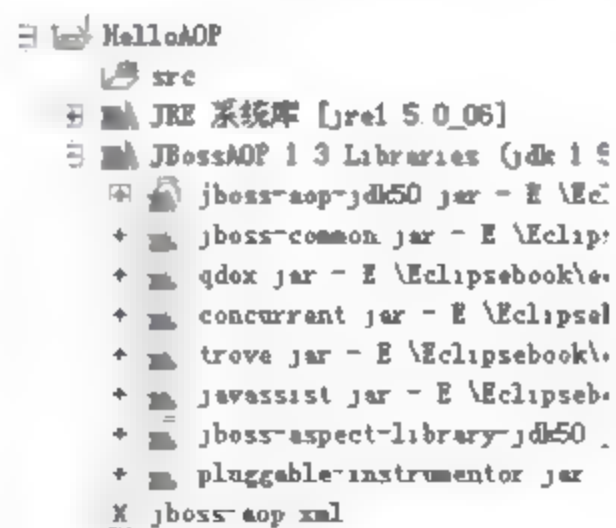 HelloAOP
src
JRE 系统库 [jre1.5.0_06]
JBossAOP 1.3 Libraries (jdk 1.5
jboss-aop-jdk50.jar - E:\Ecl
jboss-common.jar - E:\Eclip
qdox.jar - E:\Eclipsebook\e
concurrent.jar - E:\Eclipse
trove.jar - E:\Eclipsebook\
javassist.jar - E:\Eclipseb
jboss-aspect-library-jdk50
pluggable-instrumentor.jar
jboss-aop.xml